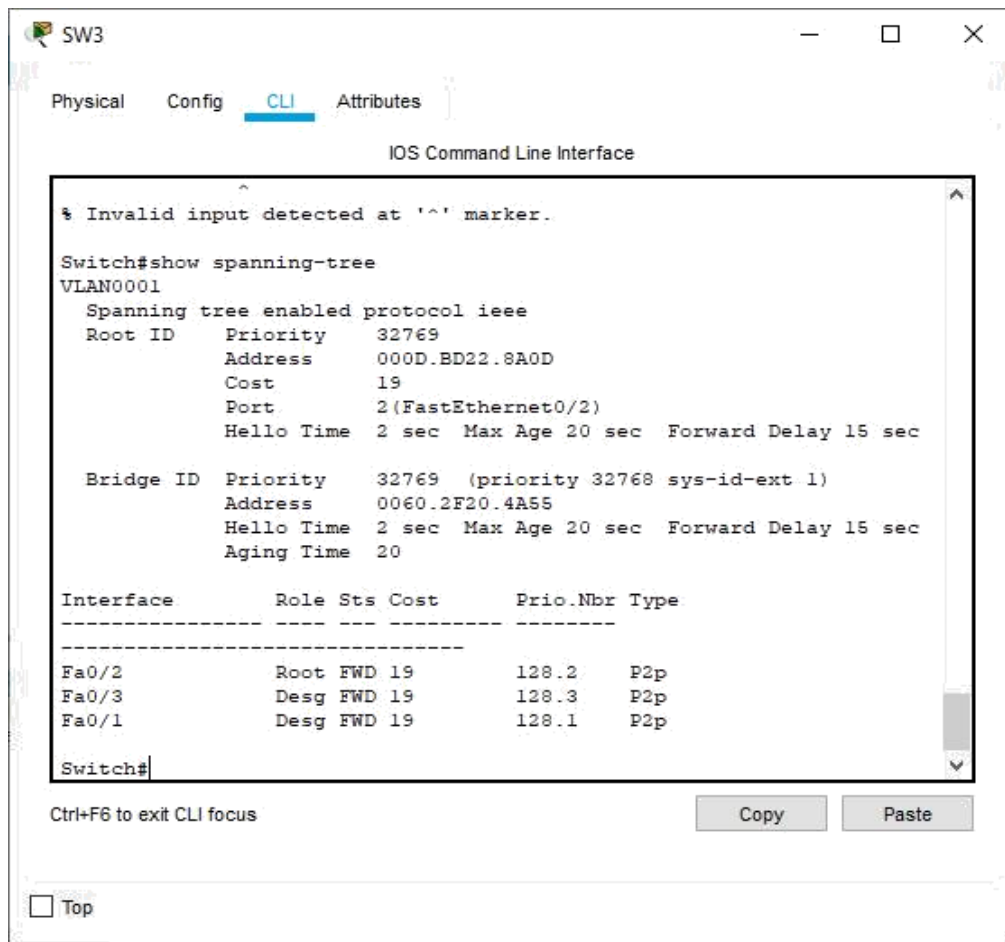 SW3
Physical Config CLI Attributes
IOS Command Line Interface
^
% Invalid input detected at '^' marker.
Switch#show spanning-tree
VLAN0001
Spanning tree enabled protocol ieee
Root ID Priority 32769
Address 000D.BD22.8A0D
Cost 19
Port 2(FastEthernet0/2)
Hello Time 2 sec Max Age 20 sec Forward Delay 15 sec
Bridge ID Priority 32769 (priority 32768 sys-id-ext 1)
Address 0060.2F20.4A55
Hello Time 2 sec Max Age 20 sec Forward Delay 15 sec
Aging Time 20
Interface Role Sts Cost Prio.Nbr Type
---------------- ---- --- --------- --------
--------------------------------
Fa0/2 Root FWD 19 128.2 P2p
Fa0/3 Desg FWD 19 128.3 P2p
Fa0/1 Desg FWD 19 128.1 P2p
Switch#
Ctrl+F6 to exit CLI focus Copy Paste
Top